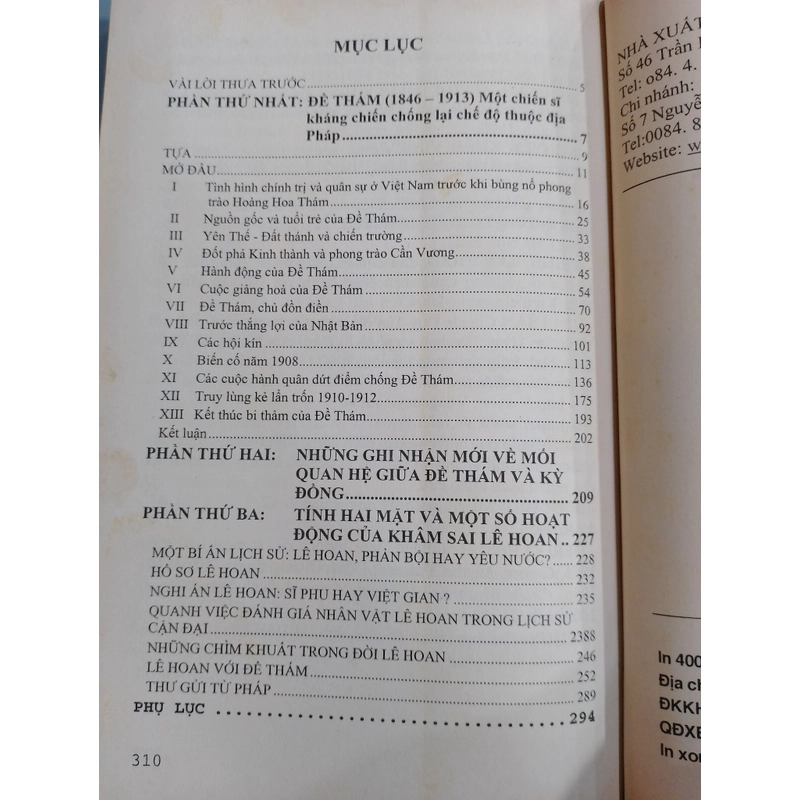 MỤC LỤC
VÀI LỜI THƯA TRƯỚC 5
PHẦN THỨ NHẤT: ĐỀ THÁM (1846 – 1913) Một chiến sĩ
kháng chiến chống lại chế độ thuộc địa
Pháp 7
TỰA 9
MỞ ĐẦU 11
I Tình hình chính trị và quân sự ở Việt Nam trước khi bùng nổ phong
trào Hoàng Hoa Thám 16
II Nguồn gốc và tuổi trẻ của Đề Thám 25
III Yên Thế - Đất thánh và chiến trường 33
IV Đốt phá Kinh thành và phong trào Cần Vương 38
V Hành động của Đề Thám 45
VI Cuộc giảng hoà của Đề Thám 54
VII Đề Thám, chủ đồn điền 70
VIII Trước thắng lợi của Nhật Bản 92
IX Các hội kín 101
X Biến cố năm 1908 113
XI Các cuộc hành quân dứt điểm chống Đề Thám 136
XII Truy lùng kẻ lẩn trốn 1910-1912 175
XIII Kết thúc bi thảm của Đề Thám 193
Kết luận 202
PHẦN THỨ HAI: NHỮNG GHI NHẬN MỚI VỀ MỐI
QUAN HỆ GIỮA ĐỀ THÁM VÀ KỲ
ĐỒNG 209
PHẦN THỨ BA: TÍNH HAI MẶT VÀ MỘT SỐ HOẠT
ĐỘNG CỦA KHÂM SAI LÊ HOAN .. 227
MỘT BÍ ÁN LỊCH SỬ: LÊ HOAN, PHẢN BỘI HAY YÊU NƯỚC? 228
HỒ SƠ LÊ HOAN 232
NGHI ÁN LÊ HOAN: SĨ PHU HAY VIỆT GIAN ? 235
QUANH VIỆC ĐÁNH GIÁ NHÂN VẬT LÊ HOAN TRONG LỊCH SỬ
CẬN ĐẠI 2388
NHỮNG CHÌM KHUẤT TRONG ĐỜI LÊ HOAN 246
LÊ HOAN VỚI ĐỀ THÁM 252
THƯ GỬI TỪ PHÁP 289
PHỤ LỤC 294
310
NHÀ XUẤT
Số 46 Trần
Tel: 084. 4.
Chi nhánh:
Số 7 Nguyễ
Tel:0084. 8
Website: w
In 400
Địa ch
ĐKKH
QĐXB
In xon